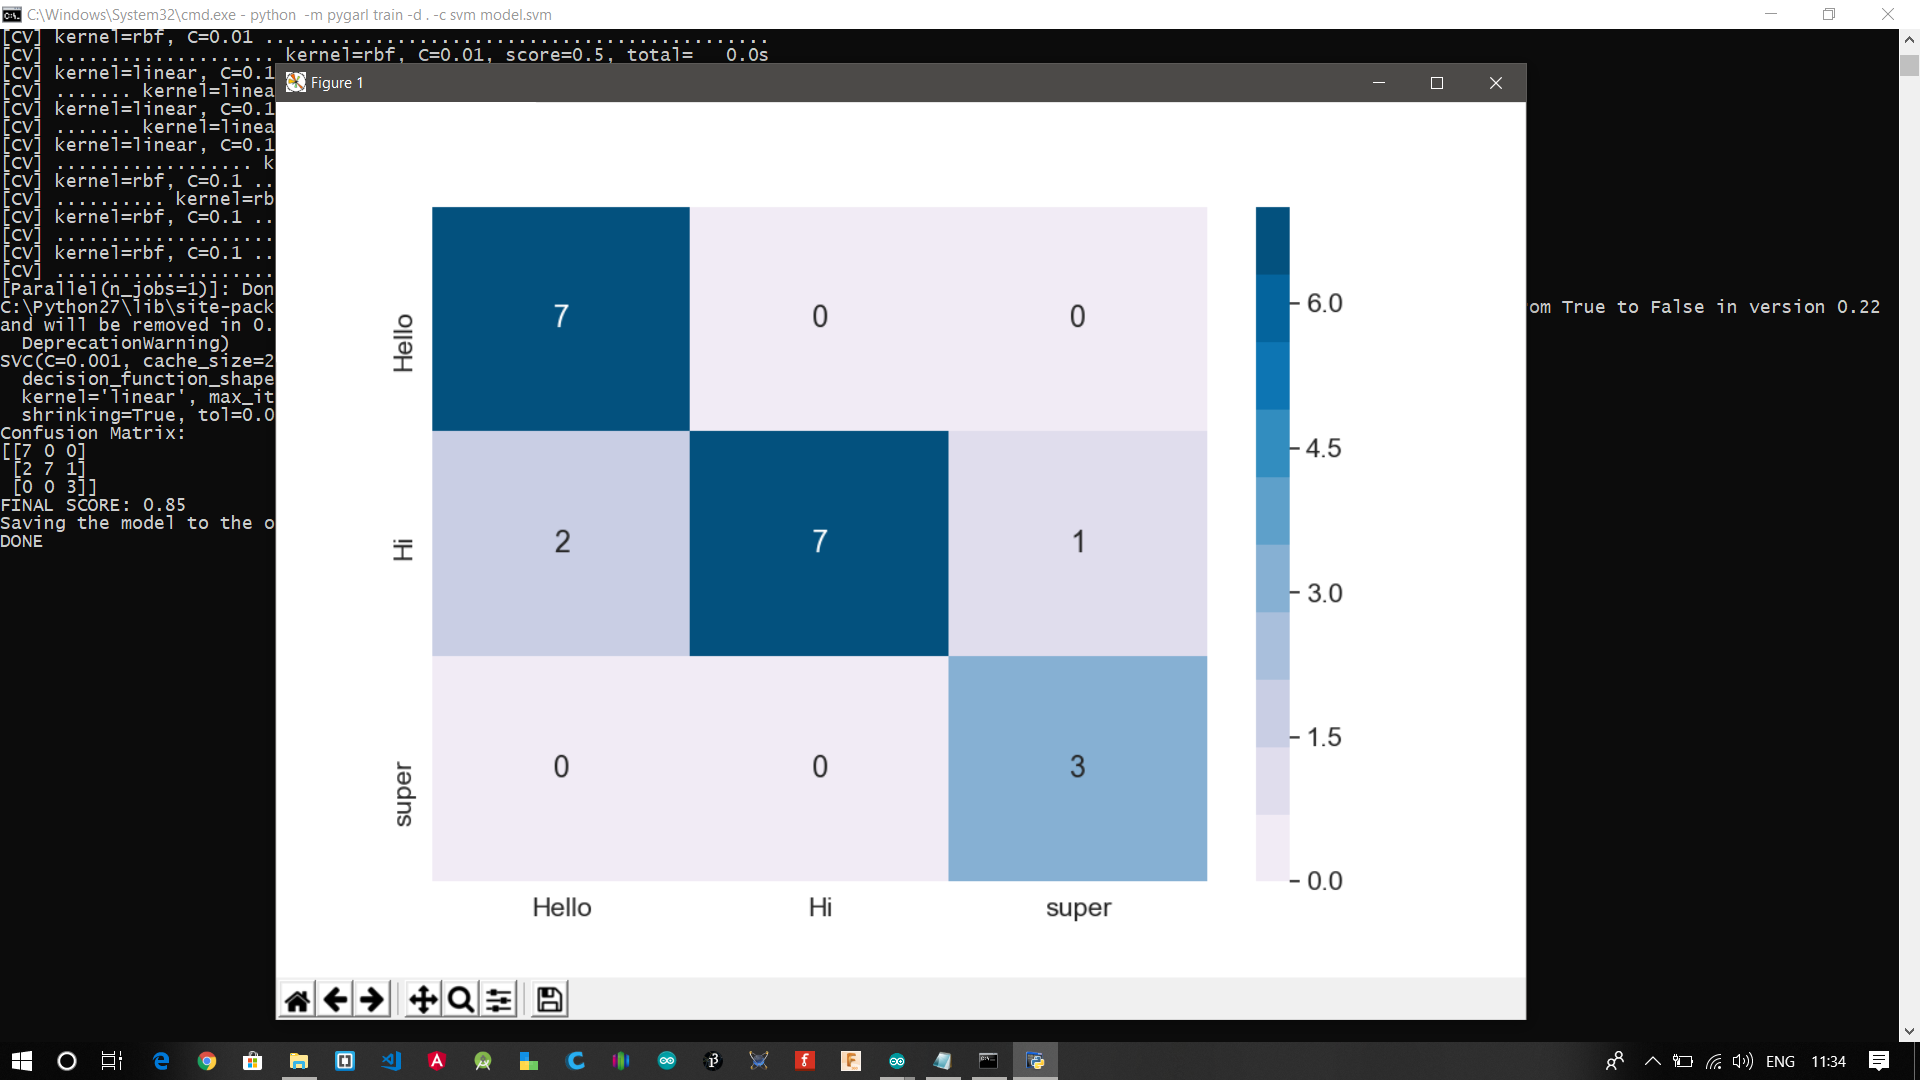 C:\Windows\System32\cmd.exe - python  -m pygarl train -d . -c svm model.svm
[CV] kernel=rbf, C=0.01 ..............................................
[CV] .................... kernel=rbf, C=0.01, score=0.5, total=   0.0s
[CV] kernel=linear, C=0.1
[CV] ....... kernel=linea
[CV] kernel=linear, C=0.1
[CV] ....... kernel=linea
[CV] kernel=linear, C=0.1
[CV] .................. k
[CV] kernel=rbf, C=0.1 ..
[CV] .......... kernel=rb
[CV] kernel=rbf, C=0.1 ..
[CV] ....................
[CV] kernel=rbf, C=0.1 ..
[CV] ....................
[Parallel(n_jobs=1)]: Don
C:\Python27\lib\site-pack om True to False in version 0.22
and will be removed in 0.
  DeprecationWarning)
SVC(C=0.001, cache_size=2
  decision_function_shape
  kernel='linear', max_it
  shrinking=True, tol=0.0
Confusion Matrix:
[[7 0 0]
 [2 7 1]
 [0 0 3]]
FINAL SCORE: 0.85
Saving the model to the o
DONE
Figure 1
Hello 7 0 0
Hi 2 7 1
super 0 0 3
Hello Hi super
6.0
4.5
3.0
1.5
0.0
ENG 11:34